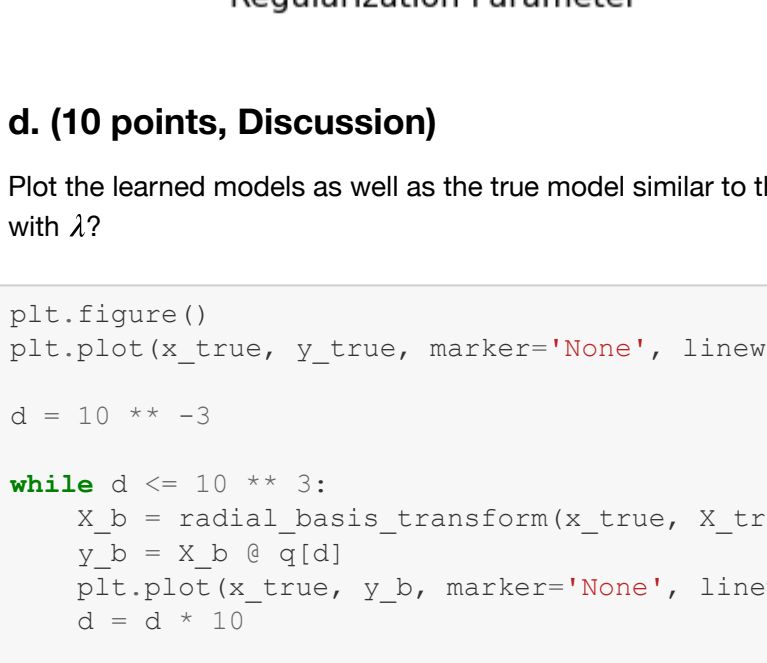 Regularization Parameter
d. (10 points, Discussion)
Plot the learned models as well as the true model similar to
with λ?
plt.figure()
plt.plot(x_true, y_true, marker='None', linew
d = 10 ** -3
while d <= 10 ** 3:
    X_b = radial_basis_transform(x_true, X_tr
    y_b = X_b @ q[d]
    plt.plot(x_true, y_b, marker='None', line
    d = d * 10